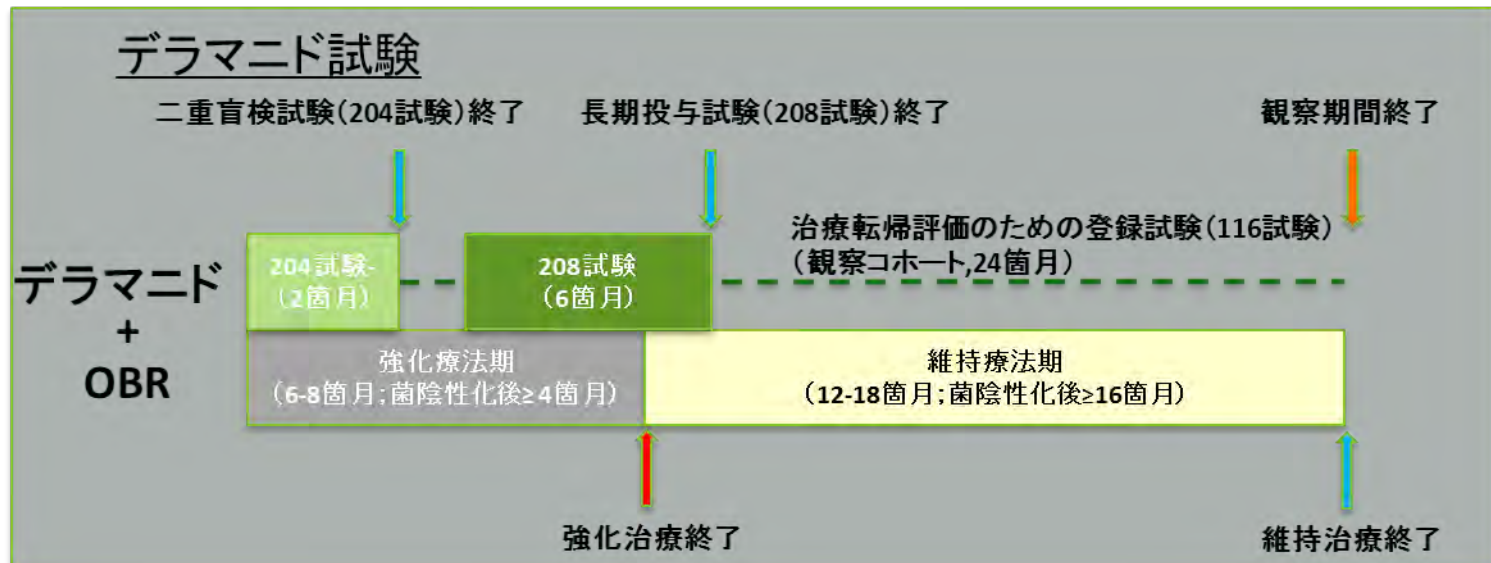 デラマニド試験
二重盲検試験(204試験)終了
長期投与試験(208試験)終了
観察期間終了
治療転帰評価のための登録試験(116試験)
(観察コホート,24箇月)
204試験-
(2箇月)
208試験
(6箇月)
デラマニド
+
OBR
強化療法期
(6-8箇月;菌陰性化後≥4箇月)
維持療法期
(12-18箇月;菌陰性化後≥16箇月)
強化治療終了
維持治療終了